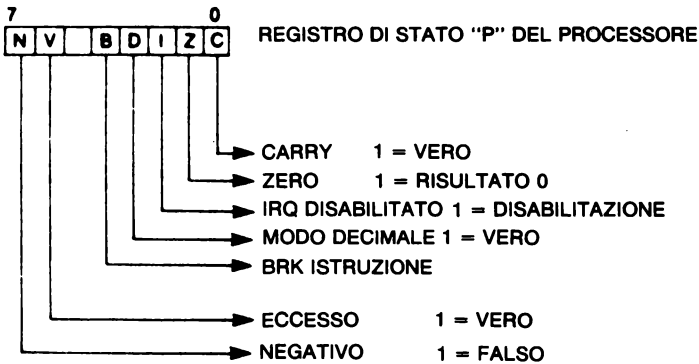 7 0
N V B D I Z C REGISTRO DI STATO "P" DEL PROCESSORE
CARRY 1 = VERO
ZERO 1 = RISULTATO 0
IRQ DISABILITATO 1 = DISABILITAZIONE
MODO DECIMALE 1 = VERO
BRK ISTRUZIONE
ECCESSO 1 = VERO
NEGATIVO 1 = FALSO